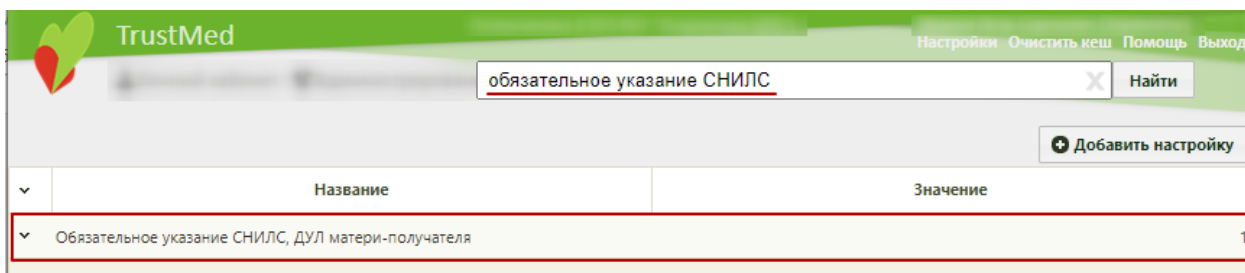 TrustMed
Настройки Очистить кеш Помощь Выход
обязательное указание СНИЛС
Найти
Добавить настройку
Название Значение
Обязательное указание СНИЛС, ДУЛ матери-получателя 1